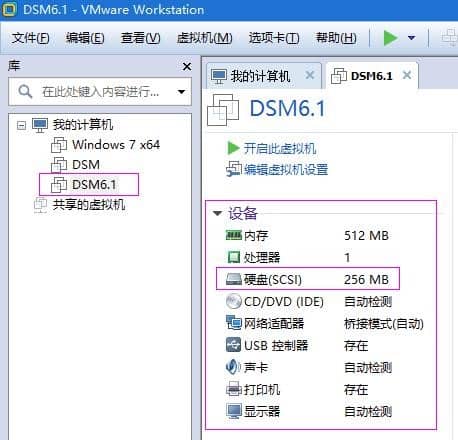 DSM6.1 - VMware Workstation
文件(F) 编辑(E) 查看(V) 虚拟机(M) 选项卡(T) 帮助(H)
库
在此处键入内容进行...
我的计算机
Windows 7 x64
DSM
DSM6.1
共享的虚拟机
我的计算机 DSM6.1
DSM6.1
开启此虚拟机
编辑虚拟机设置
设备
内存 512 MB
处理器 1
硬盘(SCSI) 256 MB
CD/DVD (IDE) 自动检测
网络适配器 桥接模式(自动)
USB 控制器 存在
声卡 自动检测
打印机 存在
显示器 自动检测